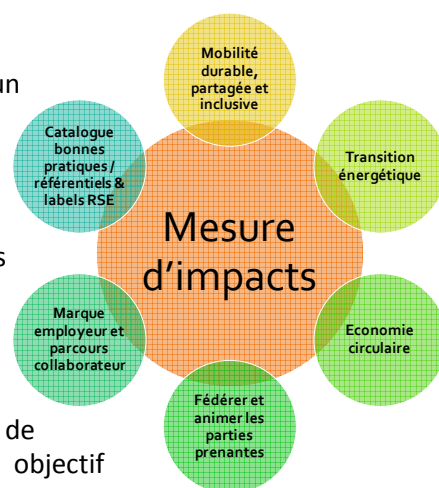 Mobilité
durable,
partagée et
inclusive
un
Catalogue
bonnes
pratiques /
référentiels &
labels RSE
Transition
énergétique
Mesure
d'impacts
s
Marque
employeur et
parcours
collaborateur
Economie
circulaire
Fédérer et
animer les
parties
prenantes
de
objectif